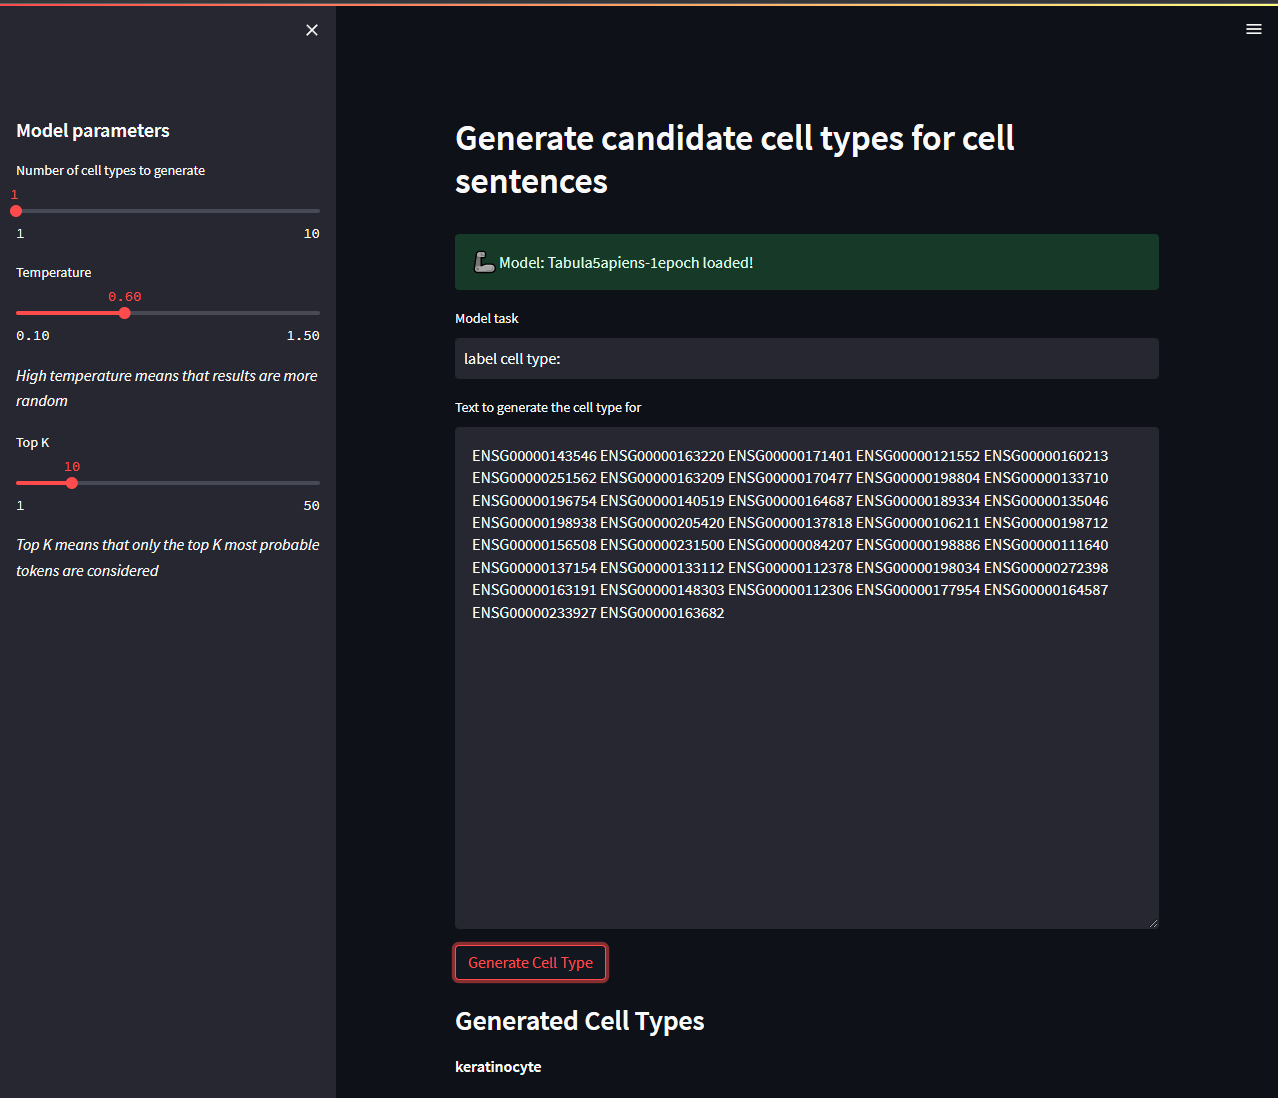 Model parameters
Number of cell types to generate
1
1 10
Temperature
0.60
0.10 1.50
High temperature means that results are more
random
Top K
10
1 50
Top K means that only the top K most probable
tokens are considered
Generate candidate cell types for cell
sentences
Model: Tabula5apiens-1epoch loaded!
Model task
label cell type:
Text to generate the cell type for
ENSG00000143546 ENSG00000163220 ENSG00000171401 ENSG00000121552 ENSG00000160213
ENSG00000251562 ENSG00000163209 ENSG00000170477 ENSG00000198804 ENSG00000133710
ENSG00000196754 ENSG00000140519 ENSG00000164687 ENSG00000189334 ENSG00000135046
ENSG00000198938 ENSG00000205420 ENSG00000137818 ENSG00000106211 ENSG00000198712
ENSG00000156508 ENSG00000231500 ENSG00000084207 ENSG00000198886 ENSG00000111640
ENSG00000137154 ENSG00000133112 ENSG00000112378 ENSG00000198034 ENSG00000272398
ENSG00000163191 ENSG00000148303 ENSG00000112306 ENSG00000177954 ENSG00000164587
ENSG00000233927 ENSG00000163682
Generate Cell Type
Generated Cell Types
keratinocyte